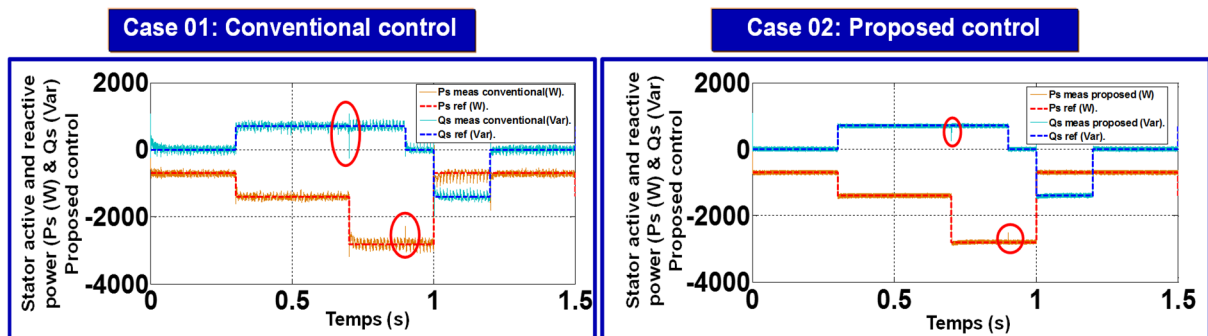 Case 01: Conventional control
Stator active and reactive
power (Ps (W) & Qs (Var)
Proposed control
2000
0
-2000
-4000
Ps meas conventional(W).
Ps ref (W).
Qs meas conventional(Var).
Qs ref (Var).
0
0.5
1
1.5
Temps (s)
Case 02: Proposed control
Stator active and reactive
power (Ps (W) & Qs (Var)
Proposed control
2000
0
-2000
-4000
Ps meas proposed (W)
Ps ref (W).
Qs meas proposed (Var).
Qs ref (Var).
0
0.5
1
1.5
Temps (s)